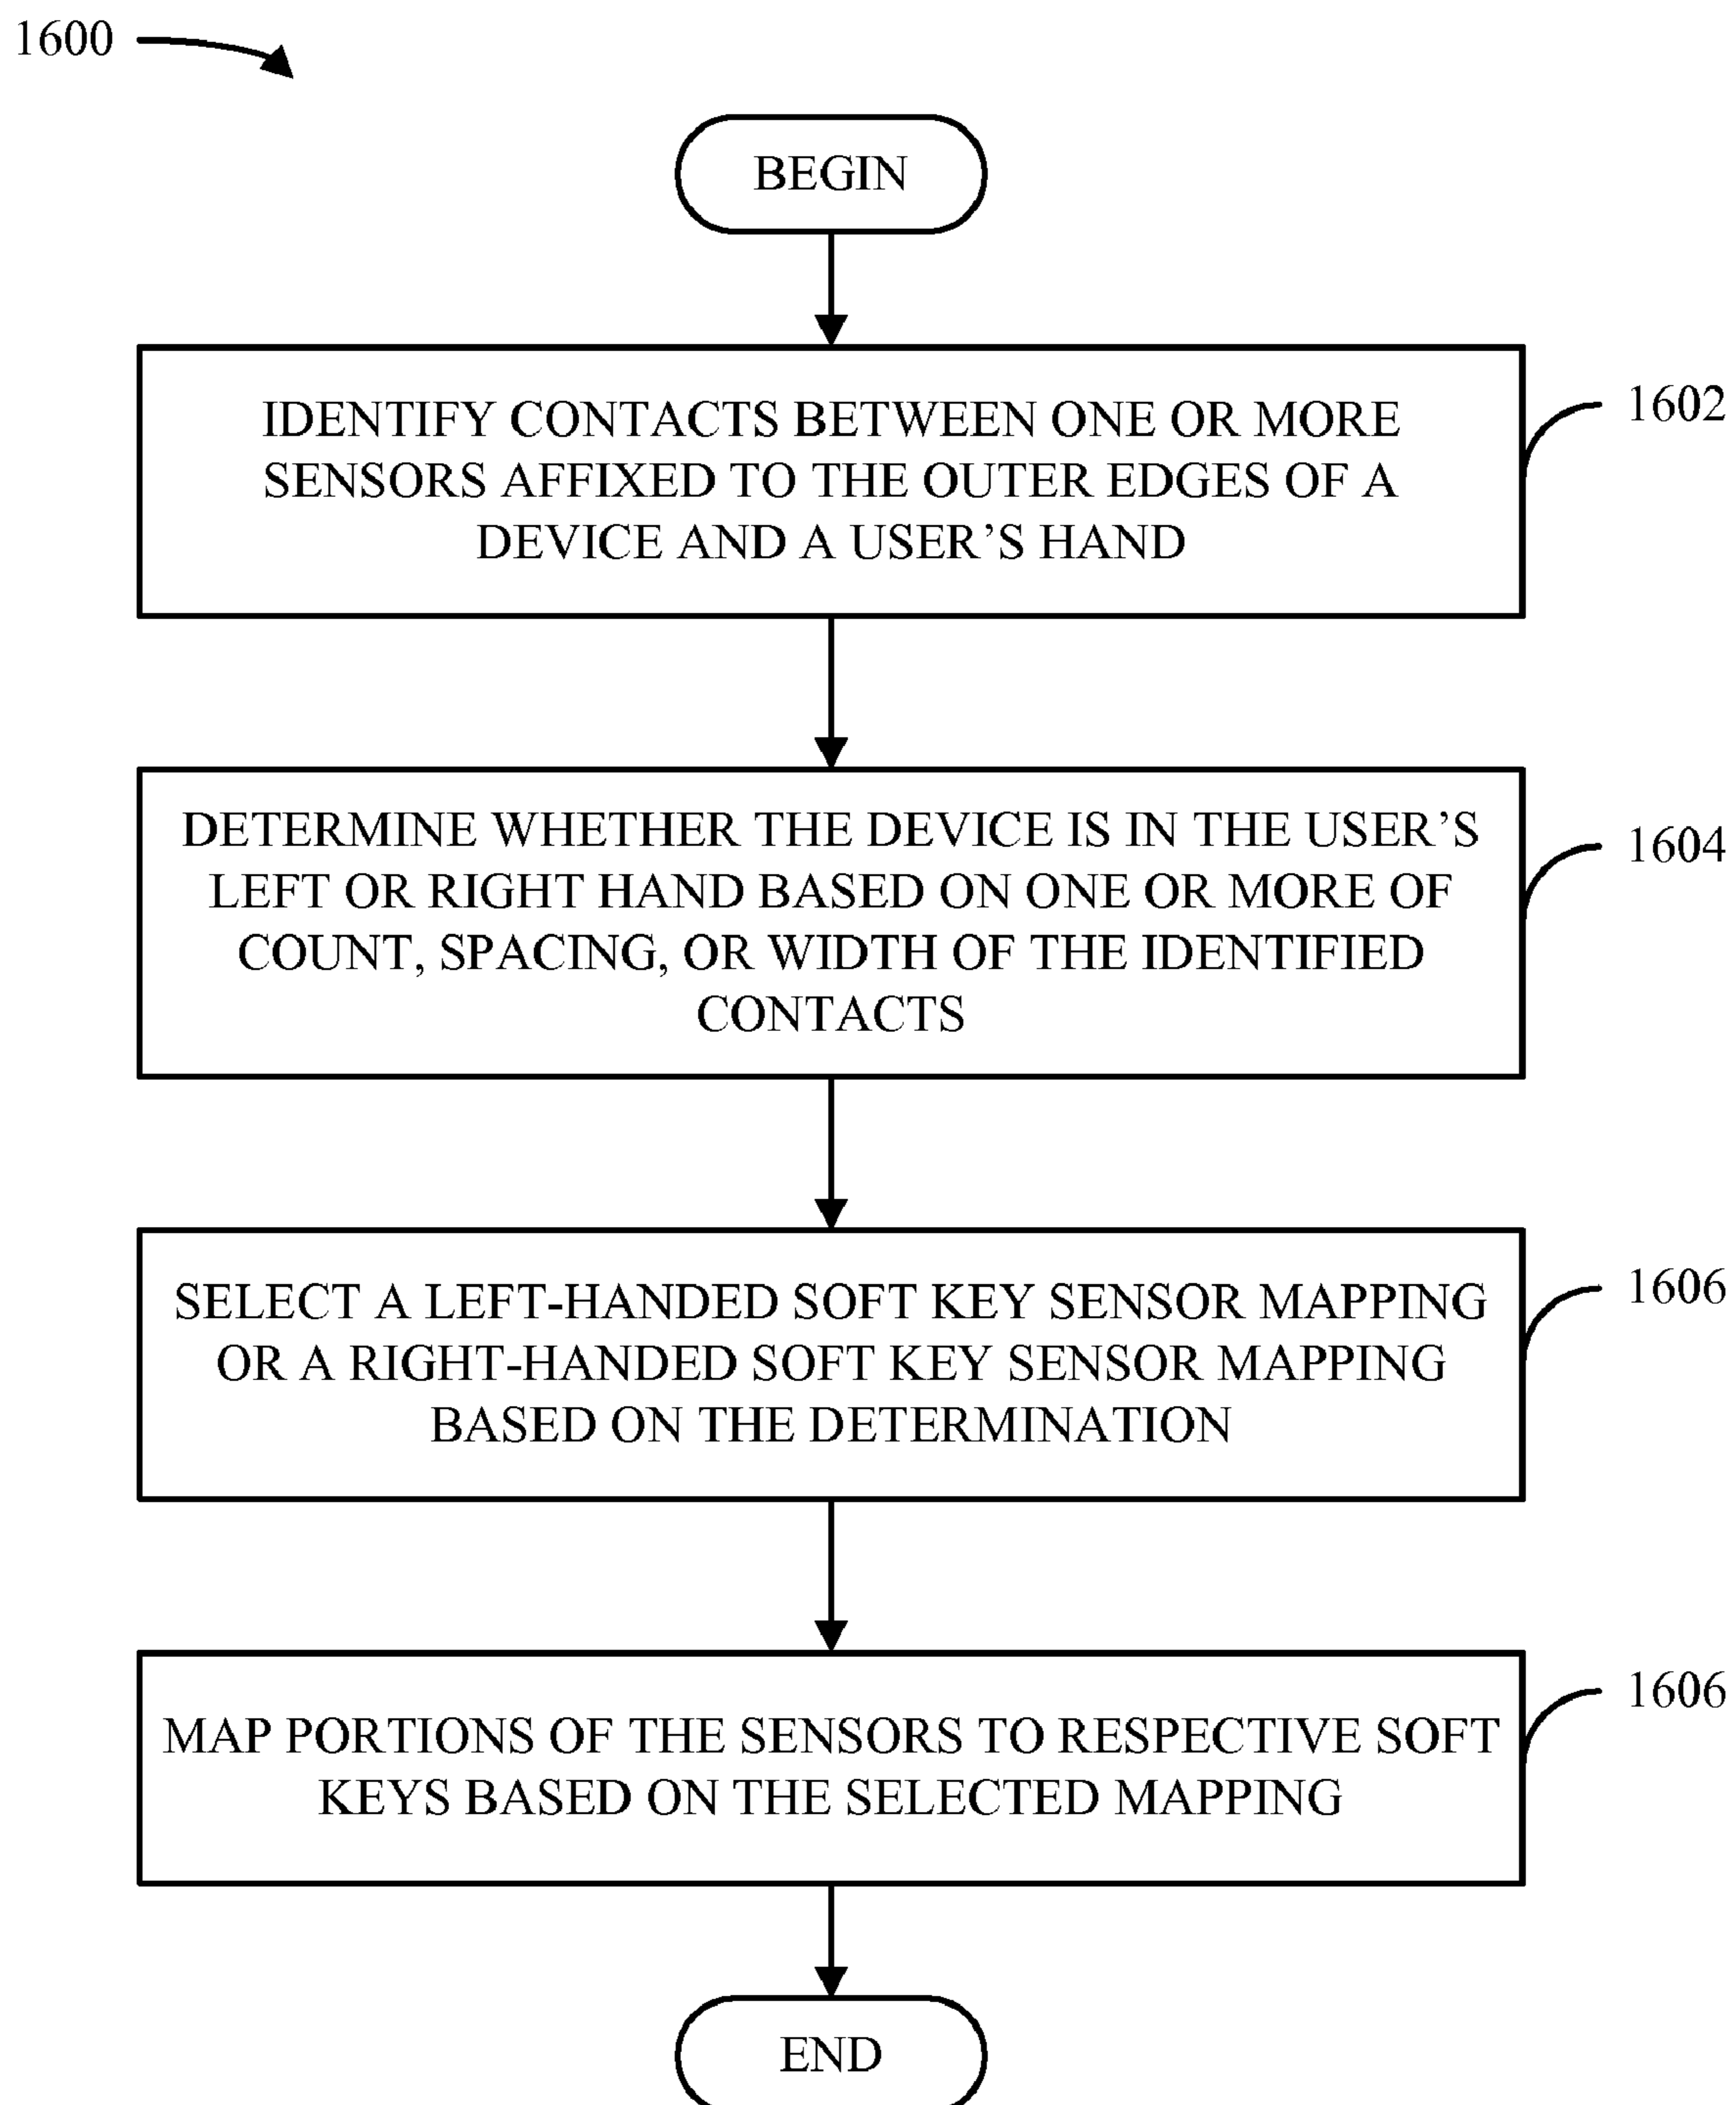 1600
BEGIN
IDENTIFY CONTACTS BETWEEN ONE OR MORE
SENSORS AFFIXED TO THE OUTER EDGES OF A
DEVICE AND A USER’S HAND
1602
DETERMINE WHETHER THE DEVICE IS IN THE USER’S
LEFT OR RIGHT HAND BASED ON ONE OR MORE OF
COUNT, SPACING, OR WIDTH OF THE IDENTIFIED
CONTACTS
1604
SELECT A LEFT-HANDED SOFT KEY SENSOR MAPPING
OR A RIGHT-HANDED SOFT KEY SENSOR MAPPING
BASED ON THE DETERMINATION
1606
MAP PORTIONS OF THE SENSORS TO RESPECTIVE SOFT
KEYS BASED ON THE SELECTED MAPPING
1606
END